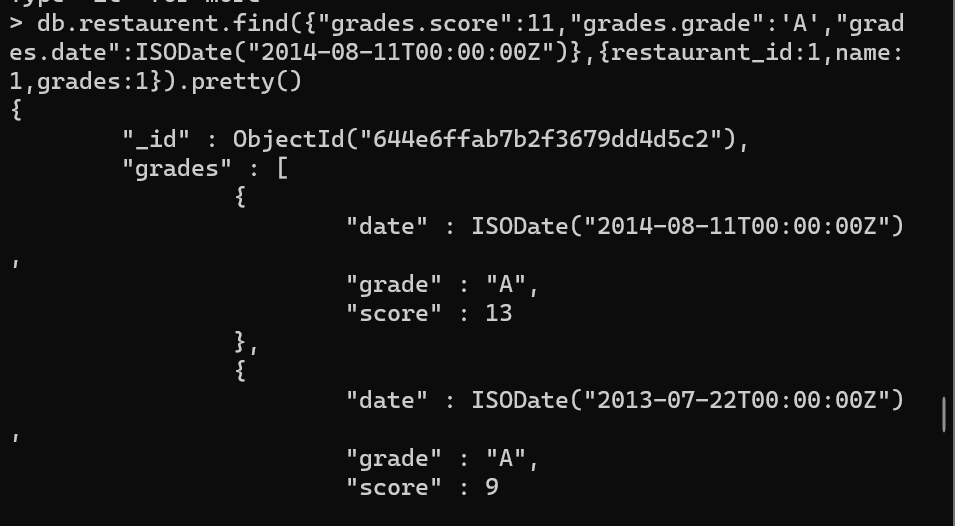 > db.restaurent.find({"grades.score":11,"grades.grade":'A',"grad
es.date":ISODate("2014-08-11T00:00:00Z")},{restaurant_id:1,name:
1,grades:1}).pretty()
{
"_id" : ObjectId("644e6ffab7b2f3679dd4d5c2"),
"grades" : [
{
"date" : ISODate("2014-08-11T00:00:00Z")
,
"grade" : "A",
"score" : 13
},
{
"date" : ISODate("2013-07-22T00:00:00Z")
,
"grade" : "A",
"score" : 9